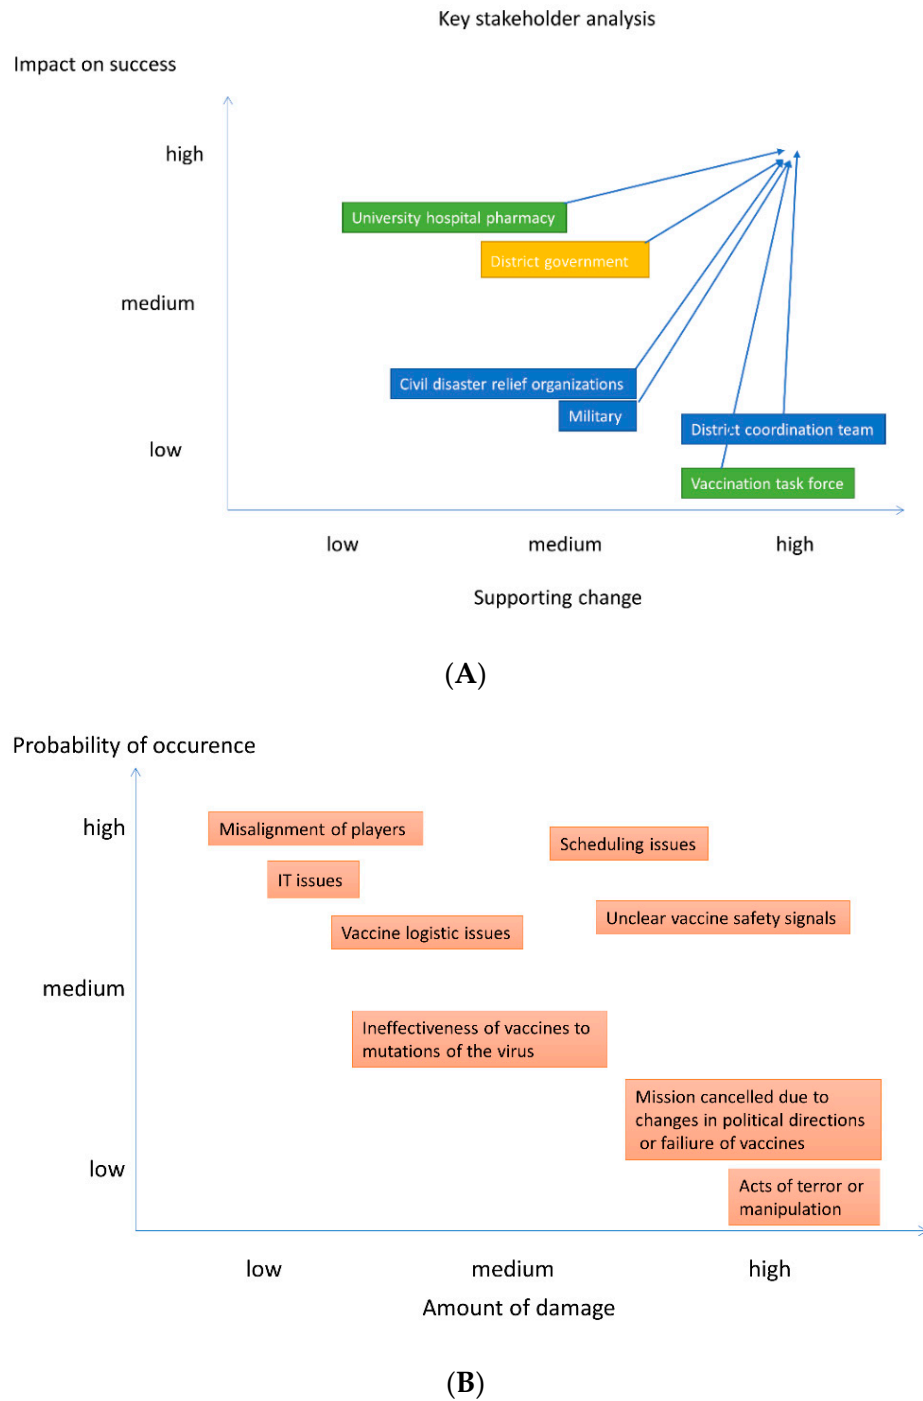 Key stakeholder analysis
Impact on success
high
University hospital pharmacy
District government
medium
Civil disaster relief organizations
Military
District coordination team
low
Vaccination task force
low medium high
Supporting change
(A)
Probability of occurence
high
Misalignment of players
Scheduling issues
IT issues
Unclear vaccine safety signals
Vaccine logistic issues
medium
Ineffectiveness of vaccines to
mutations of the virus
Mission cancelled due to
changes in political directions
or failiure of vaccines
low
Acts of terror or
manipulation
low medium high
Amount of damage
(B)